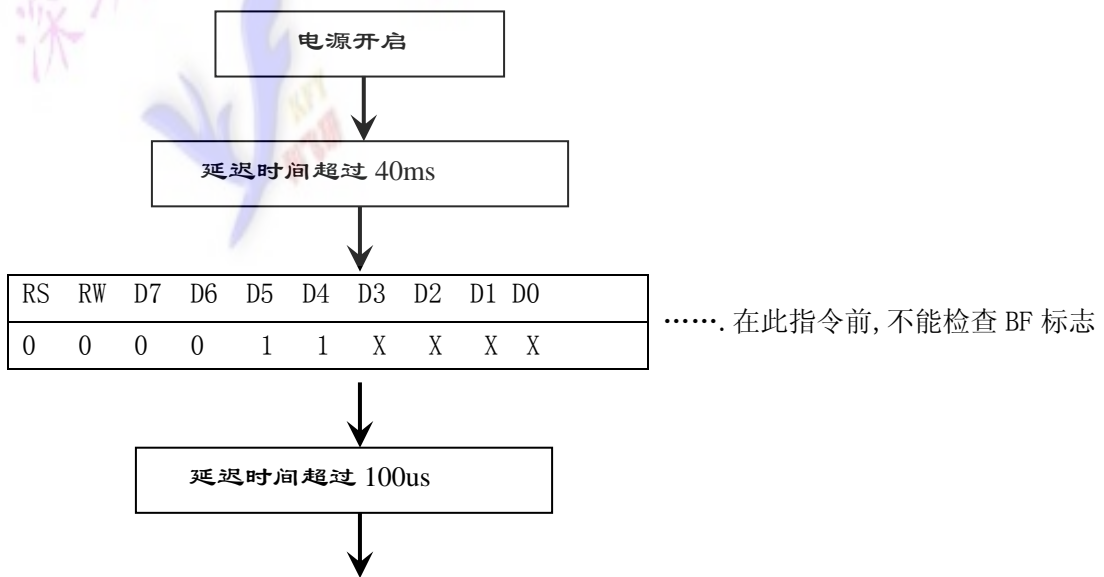 电源开启
延迟时间超过 40ms
RS RW D7 D6 D5 D4 D3 D2 D1 D0
0 0 0 0 1 1 X X X X
……. 在此指令前, 不能检查 BF 标志
延迟时间超过 100us